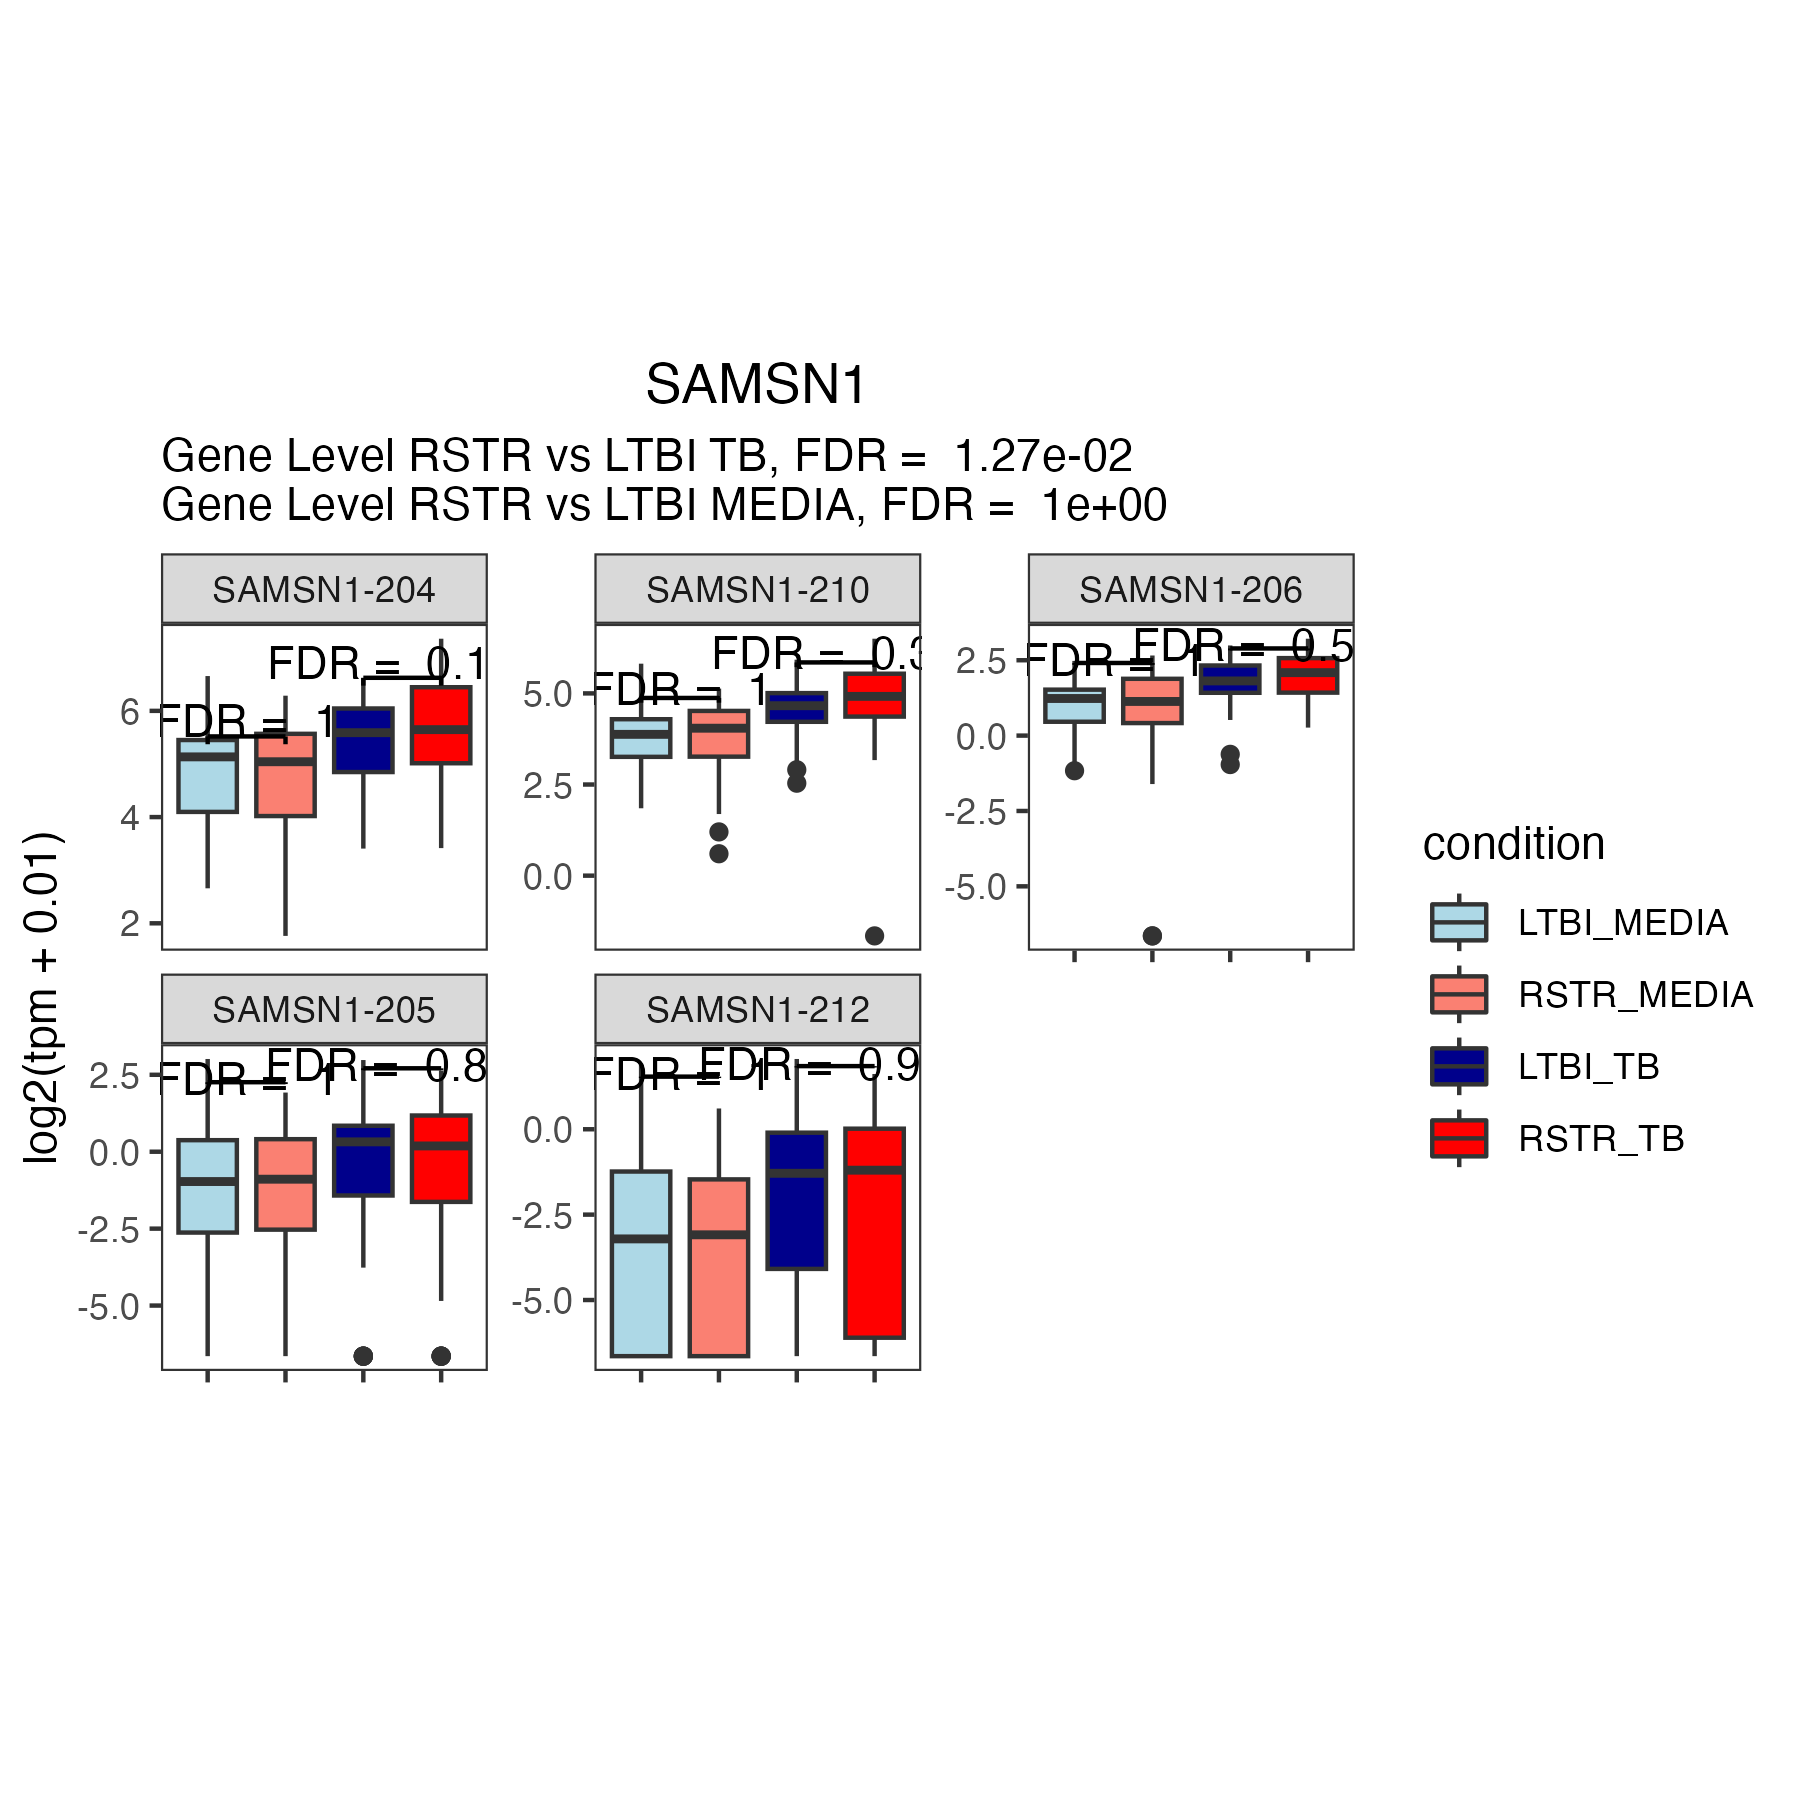 SAMSN1
Gene Level RSTR vs LTBI TB, FDR =  1.27e-02
Gene Level RSTR vs LTBI MEDIA, FDR =  1e+00
SAMSN1-204
SAMSN1-210
SAMSN1-206
FDR = 0.1
FDR = 1
6
4
2
FDR = 0.3
FDR = 1
5.0
2.5
0.0
FDR = 0.5
FDR = 1
2.5
0.0
-2.5
-5.0
SAMSN1-205
SAMSN1-212
FDR = 0.8
FDR = 1
2.5
0.0
-2.5
-5.0
FDR = 0.9
FDR = 1
0.0
-2.5
-5.0
log2(tpm + 0.01)
condition
LTBI_MEDIA
RSTR_MEDIA
LTBI_TB
RSTR_TB